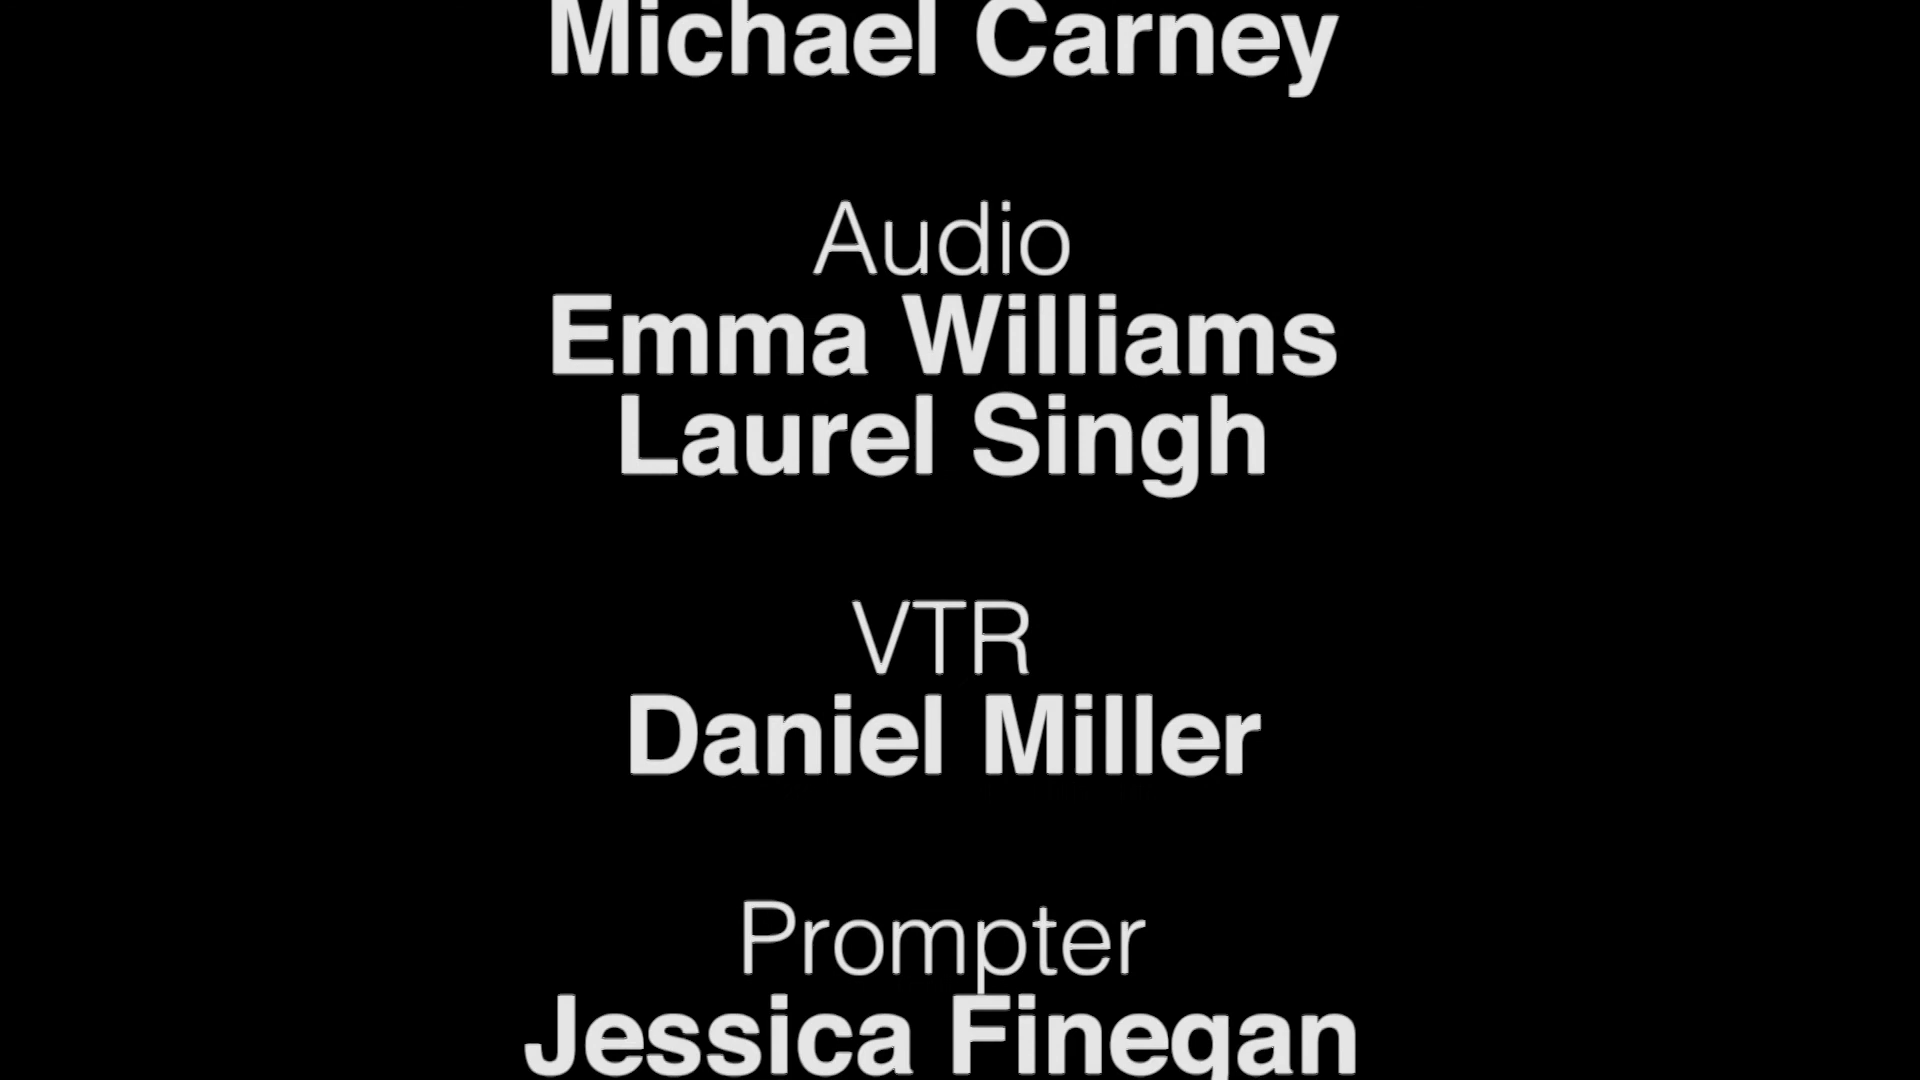 Michael Carney
Audio
Emma Williams
Laurel Singh
VTR
Daniel Miller
Prompter
Jessica Finegan